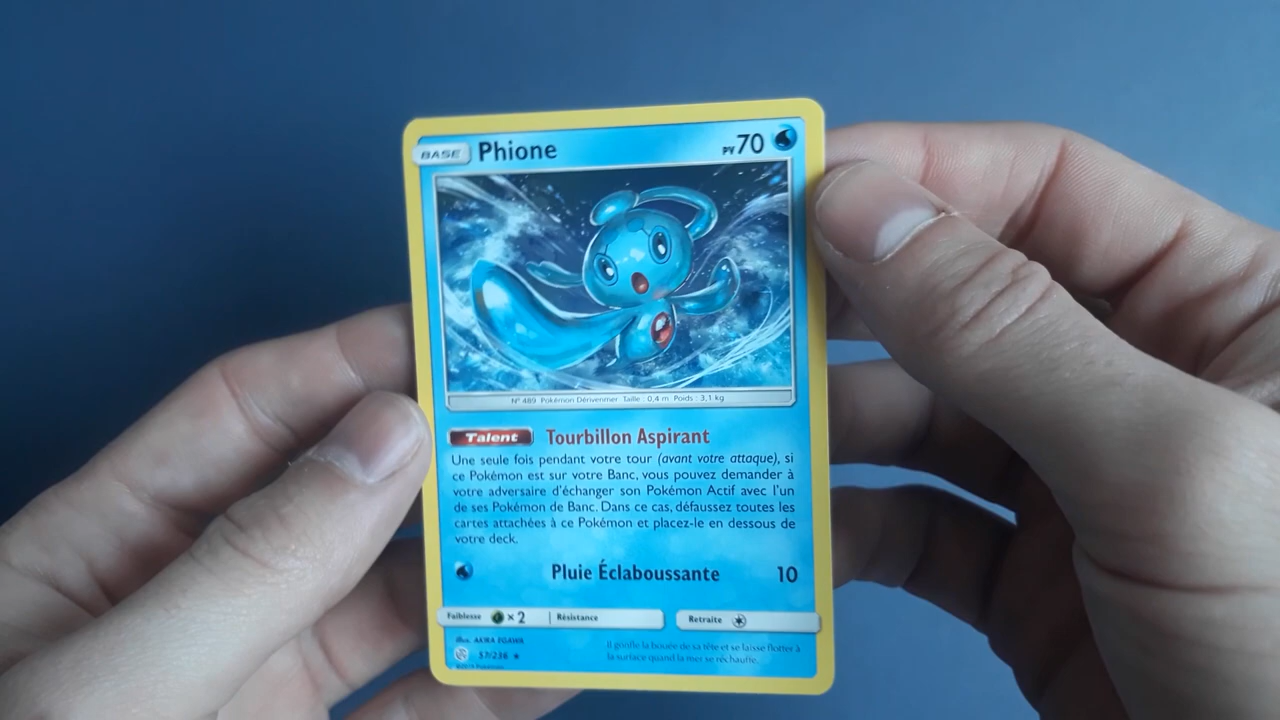 BASE Phione PV 70
N° 489 Pokémon Dérivenmer Taille : 0,4 m Poids : 3,1 kg
Talent Tourbillon Aspirant
Une seule fois pendant votre tour (avant votre attaque), si
ce Pokémon est sur votre Banc, vous pouvez demander à
votre adversaire d'échanger son Pokémon Actif avec l'un
de ses Pokémon de Banc. Dans ce cas, défaussez toutes les
cartes attachées à ce Pokémon et placez-le en dessous de
votre deck.
Pluie Éclaboussante 10
Faiblesse ×2 Résistance Retraite
Illus. AKIRA EGAWA
57/236
©2019 Pokémon
Il gonfle la bouée de sa tête et se laisse flotter à
la surface quand la mer se réchauffe.